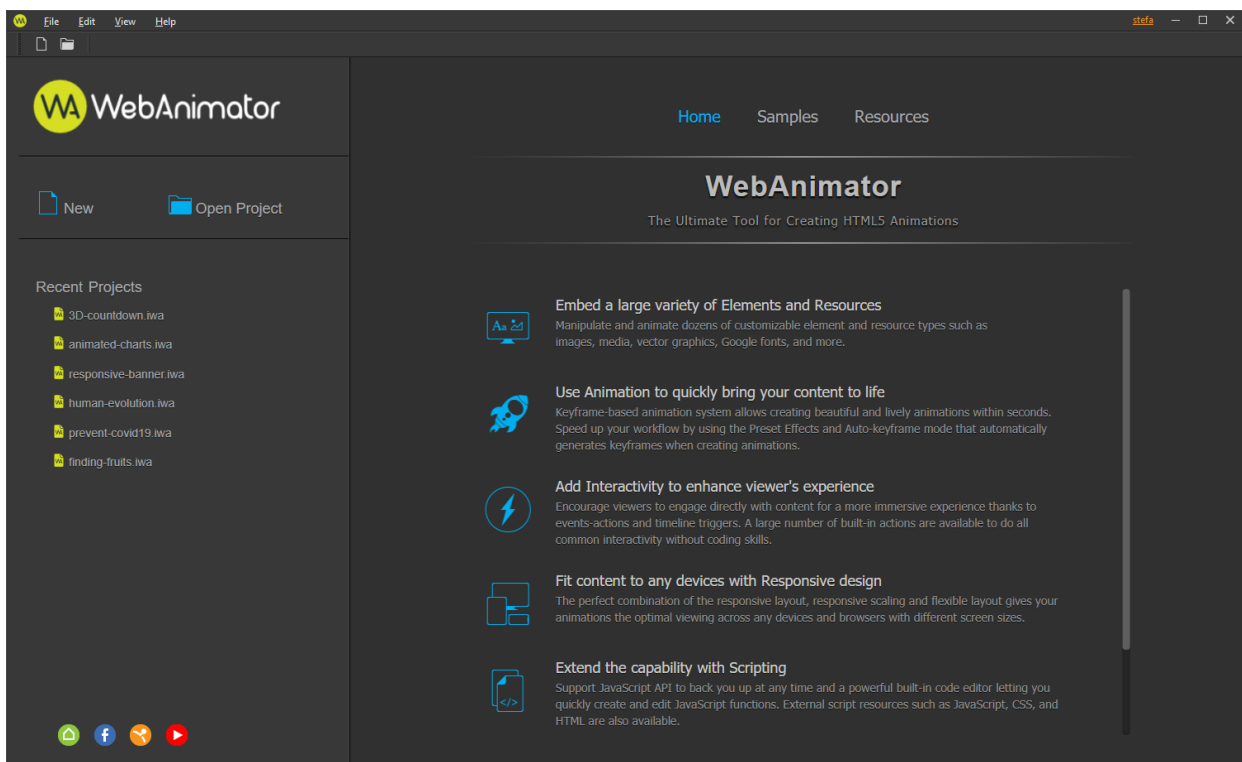 File Edit View Help stefa
WA WebAnimator
Home Samples Resources
WebAnimator
The Ultimate Tool for Creating HTML5 Animations
New Open Project
Recent Projects
3D-countdown.iwa
animated-charts.iwa
responsive-banner.iwa
human-evolution.iwa
prevent-covid19.iwa
finding-fruits.iwa
Aa
Embed a large variety of Elements and Resources
Manipulate and animate dozens of customizable element and resource types such as
images, media, vector graphics, Google fonts, and more.
Use Animation to quickly bring your content to life
Keyframe-based animation system allows creating beautiful and lively animations within seconds.
Speed up your workflow by using the Preset Effects and Auto-keyframe mode that automatically
generates keyframes when creating animations.
Add Interactivity to enhance viewer's experience
Encourage viewers to engage directly with content for a more immersive experience thanks to
events-actions and timeline triggers. A large number of built-in actions are available to do all
common interactivity without coding skills.
Fit content to any devices with Responsive design
The perfect combination of the responsive layout, responsive scaling and flexible layout gives your
animations the optimal viewing across any devices and browsers with different screen sizes.
</>
Extend the capability with Scripting
Support JavaScript API to back you up at any time and a powerful built-in code editor letting you
quickly create and edit JavaScript functions. External script resources such as JavaScript, CSS, and
HTML are also available.